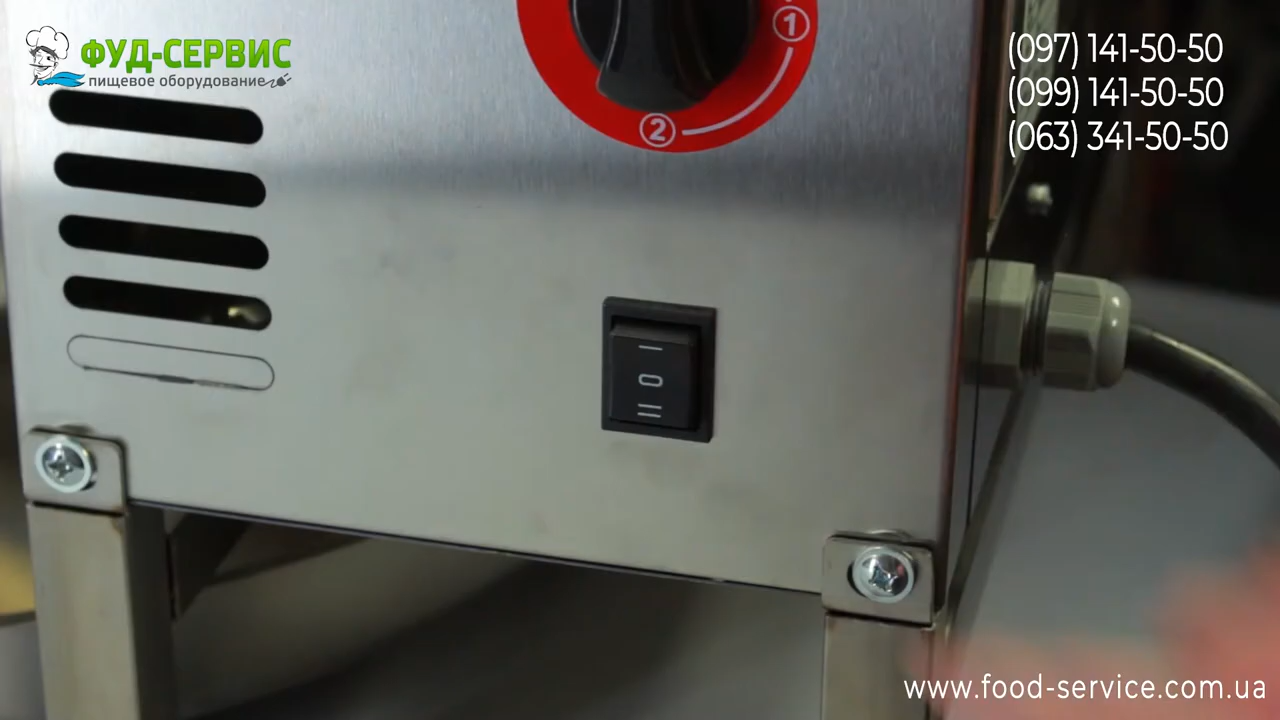 ФУД-СЕРВИС
пищевое оборудование
(097) 141-50-50
(099) 141-50-50
(063) 341-50-50
1
2
I
O
II
www.food-service.com.ua